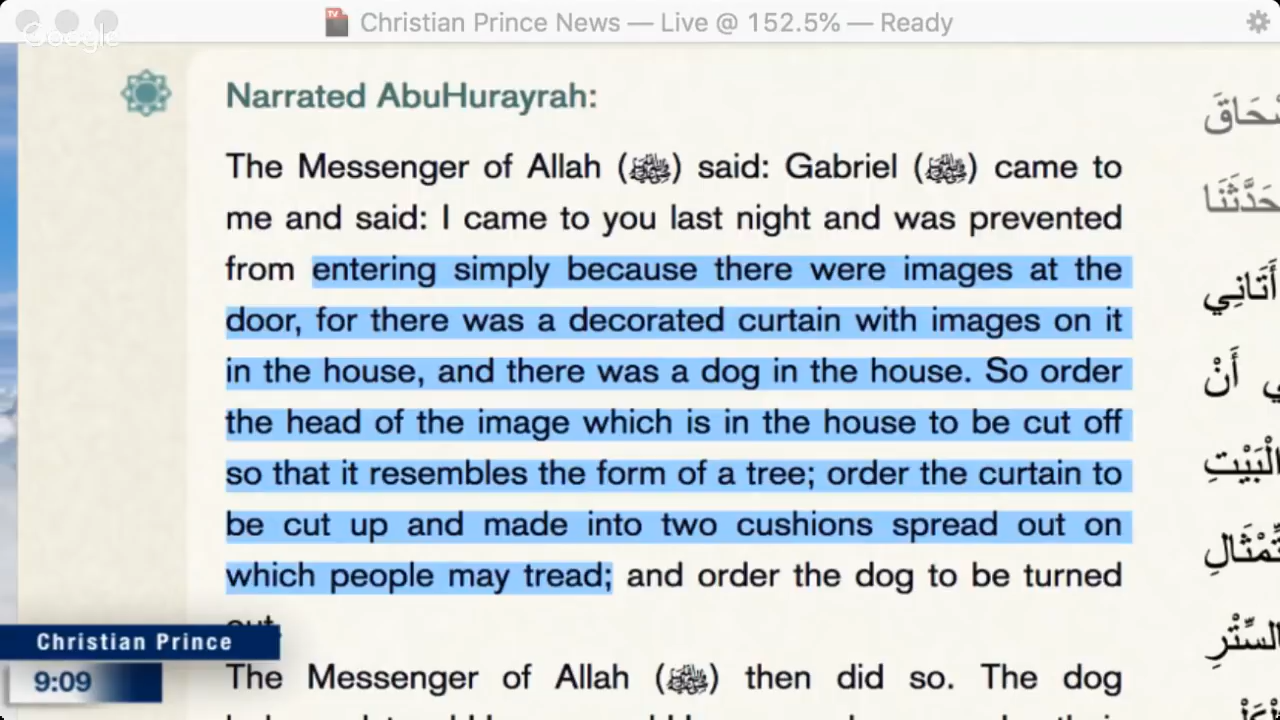 Christian Prince News — Live @ 152.5% — Ready
Google
Narrated AbuHurayrah:
The Messenger of Allah (ﷺ) said: Gabriel (ﷺ) came to
me and said: I came to you last night and was prevented
from entering simply because there were images at the
door, for there was a decorated curtain with images on it
in the house, and there was a dog in the house. So order
the head of the image which is in the house to be cut off
so that it resembles the form of a tree; order the curtain to
be cut up and made into two cushions spread out on
which people may tread; and order the dog to be turned
out.
The Messenger of Allah (ﷺ) then did so. The dog
حَدَّثَنَا
أَتَانِي
أَنْ
الْبَيْتِ
السِّتْرِ
Christian Prince
9:09